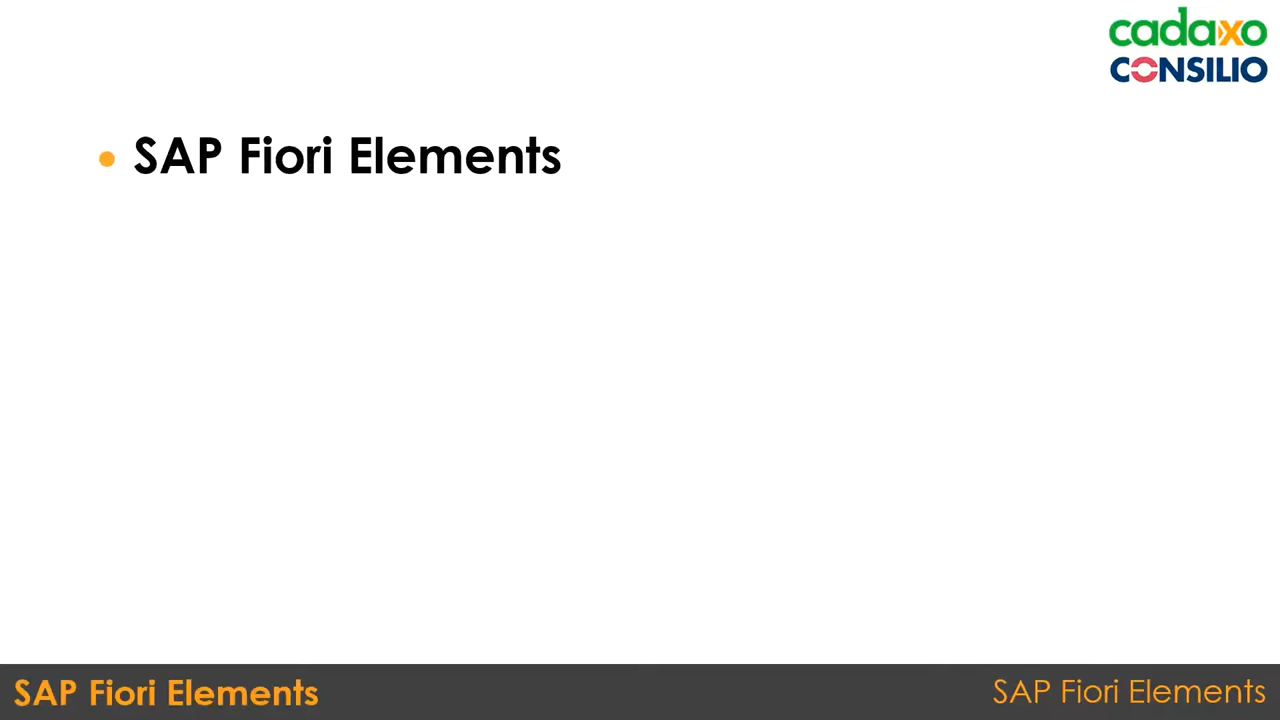 cadaxo
CONSILIO
• SAP Fiori Elements
SAP Fiori Elements
SAP Fiori Elements